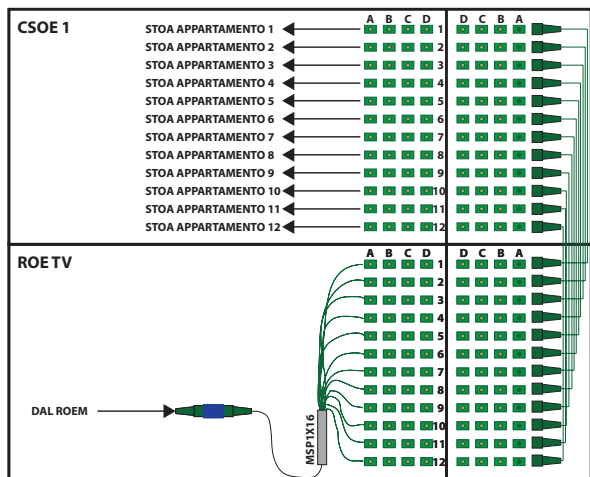 CSOE 1
A B C D D C B A
STOA APPARTAMENTO 1 1
STOA APPARTAMENTO 2 2
STOA APPARTAMENTO 3 3
STOA APPARTAMENTO 4 4
STOA APPARTAMENTO 5 5
STOA APPARTAMENTO 6 6
STOA APPARTAMENTO 7 7
STOA APPARTAMENTO 8 8
STOA APPARTAMENTO 9 9
STOA APPARTAMENTO 10 10
STOA APPARTAMENTO 11 11
STOA APPARTAMENTO 12 12
ROE TV
A B C D D C B A
1
2
3
4
5
6
7
8
9
10
11
12
DAL ROEM
MSP1X16